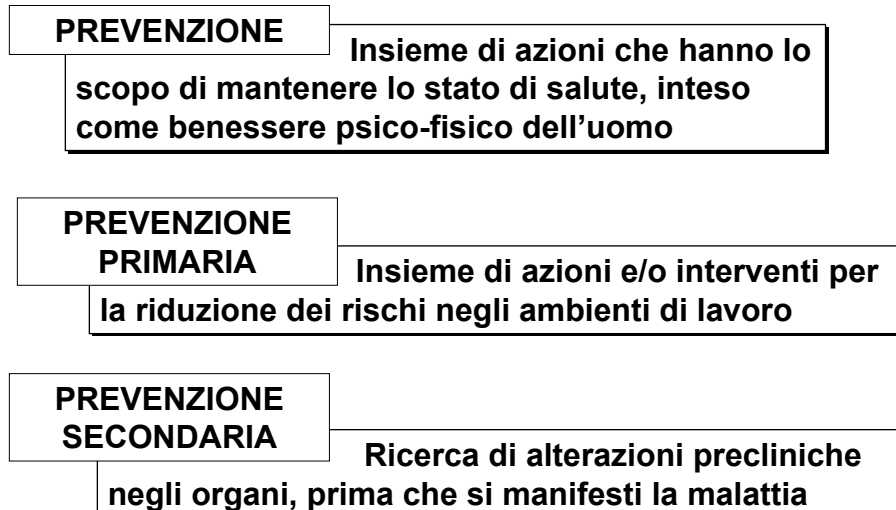 PREVENZIONE
Insieme di azioni che hanno lo
scopo di mantenere lo stato di salute, inteso
come benessere psico-fisico dell’uomo
PREVENZIONE
PRIMARIA
Insieme di azioni e/o interventi per
la riduzione dei rischi negli ambienti di lavoro
PREVENZIONE
SECONDARIA
Ricerca di alterazioni precliniche
negli organi, prima che si manifesti la malattia